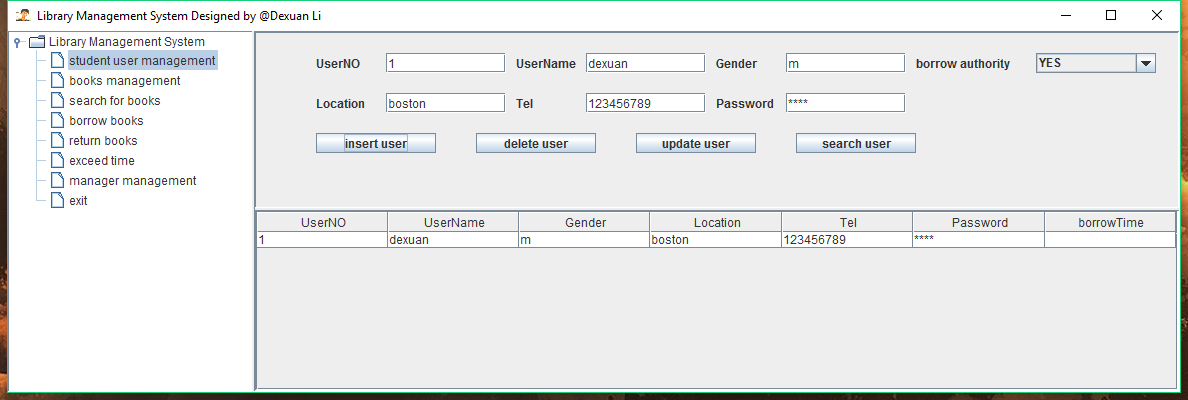 Library Management System Designed by @Dexuan Li
Library Management System
student user management
books management
search for books
borrow books
return books
exceed time
manager management
exit
UserNO 1 UserName dexuan Gender m borrow authority YES
Location boston Tel 123456789 Password ****
insert user delete user update user search user
UserNO UserName Gender Location Tel Password borrowTime
1 dexuan m boston 123456789 ****